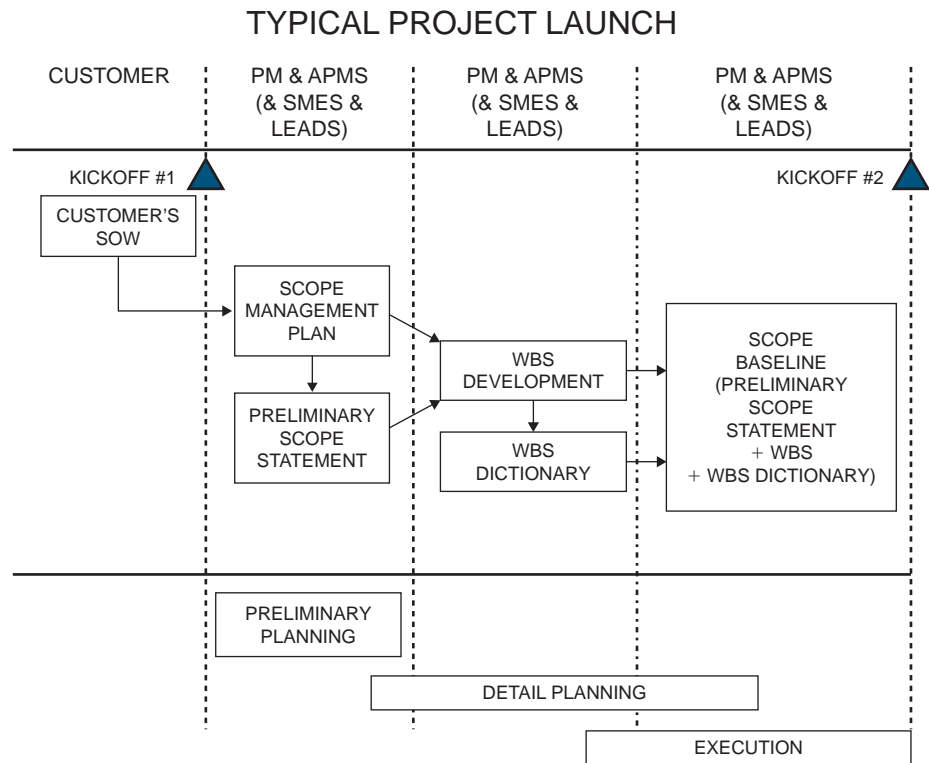 TYPICAL PROJECT LAUNCH
CUSTOMER
PM & APMS
(& SMES &
LEADS)
PM & APMS
(& SMES &
LEADS)
PM & APMS
(& SMES &
LEADS)
KICKOFF #1
KICKOFF #2
CUSTOMER’S
SOW
SCOPE
MANAGEMENT
PLAN
PRELIMINARY
SCOPE
STATEMENT
WBS
DEVELOPMENT
WBS
DICTIONARY
SCOPE
BASELINE
(PRELIMINARY
SCOPE
STATEMENT
+ WBS
+ WBS DICTIONARY)
PRELIMINARY
PLANNING
DETAIL PLANNING
EXECUTION